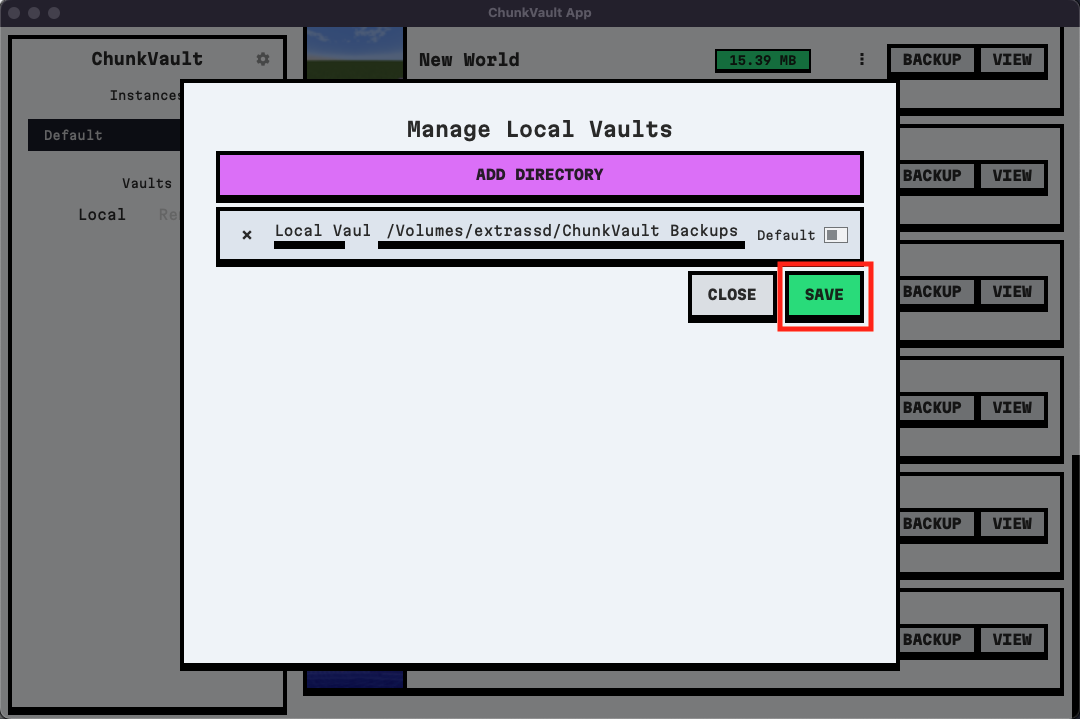 ChunkVault App
ChunkVault
Instances
Default
Vaults
Local
New World
15.39 MB
BACKUP VIEW
BACKUP VIEW
BACKUP VIEW
BACKUP VIEW
BACKUP VIEW
BACKUP VIEW
Manage Local Vaults
ADD DIRECTORY
× Local Vaul /Volumes/extrassd/ChunkVault Backups Default
CLOSE SAVE